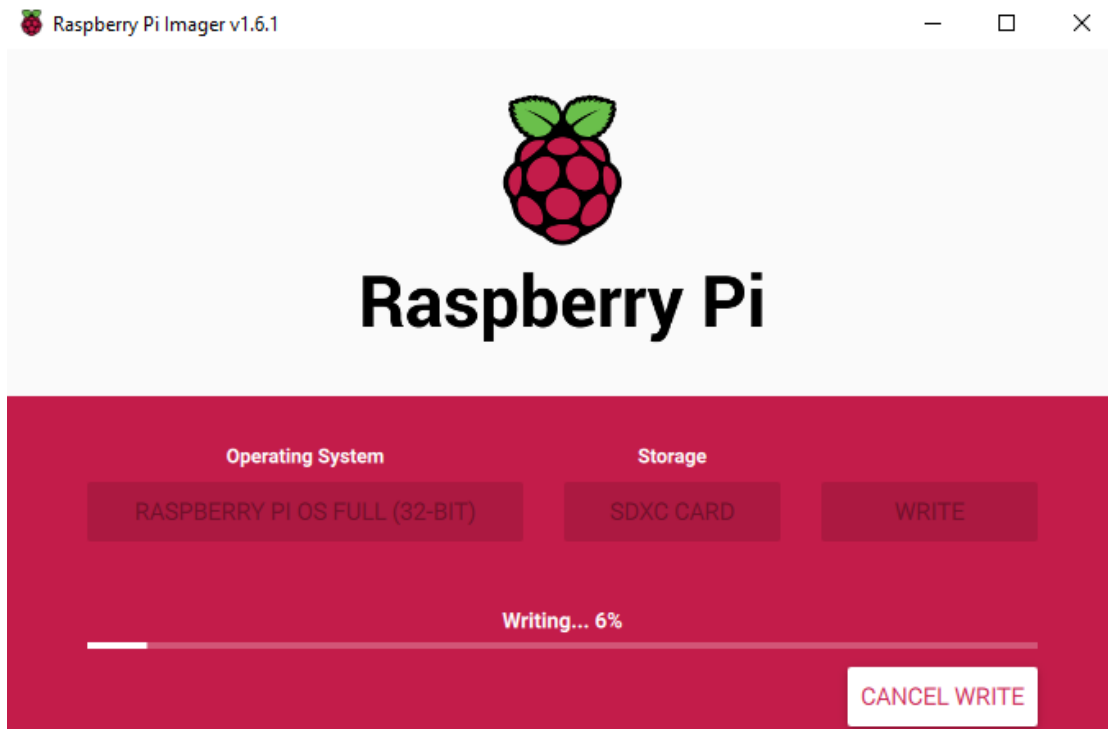 Raspberry Pi Imager v1.6.1
Raspberry Pi
Operating System
Storage
RASPBERRY PI OS FULL (32-BIT)
SDXC CARD
WRITE
Writing... 6%
CANCEL WRITE